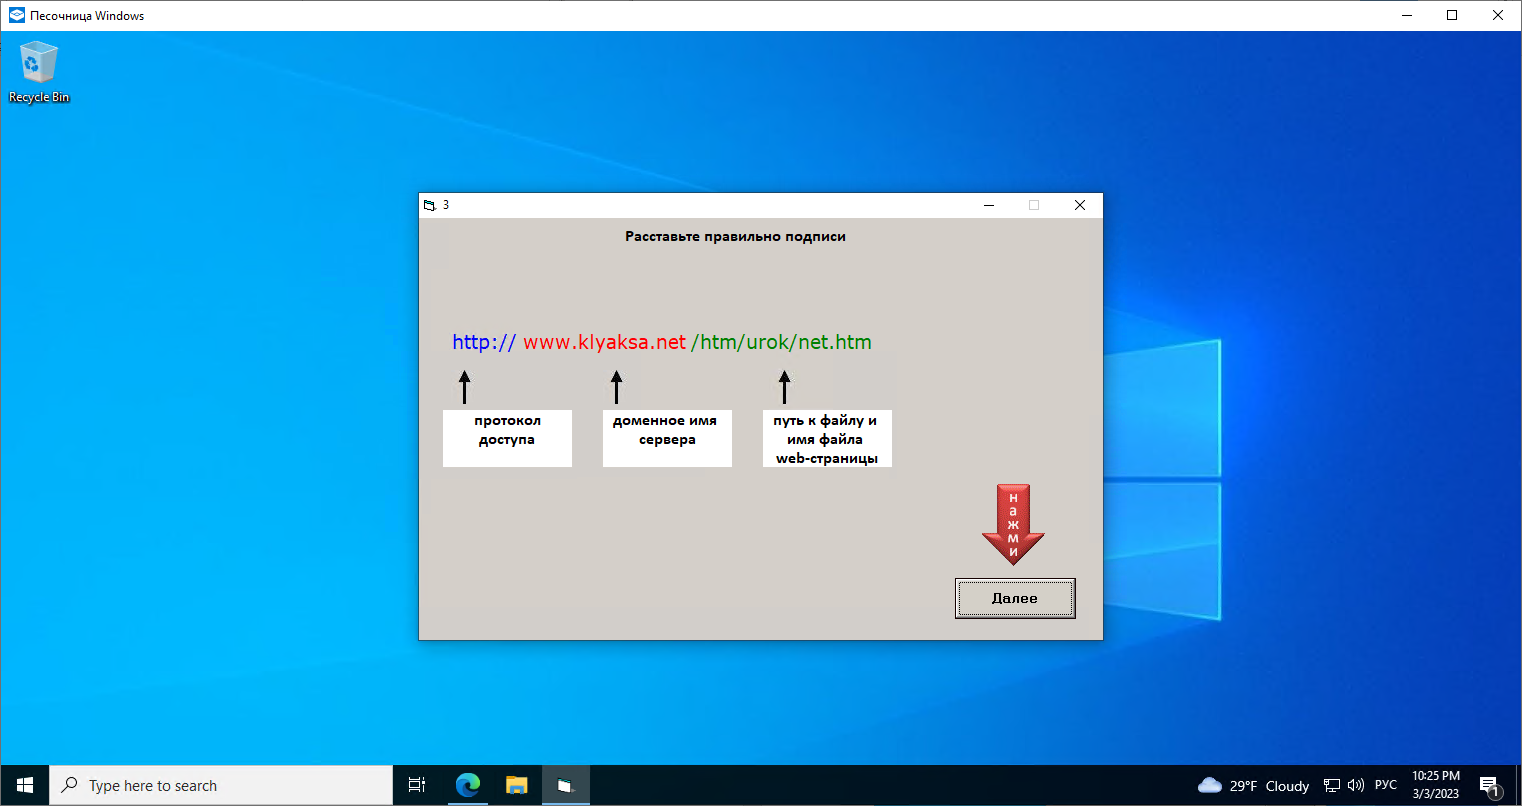 Песочница Windows
Recycle Bin
3
Расставьте правильно подписи
http:// www.klyaksa.net /htm/urok/net.htm
протокол
доступа
доменное имя
сервера
путь к файлу и
имя файла
web-страницы
нажми
Далее
Type here to search
29°F Cloudy
РУС
10:25 PM
3/3/2023
1